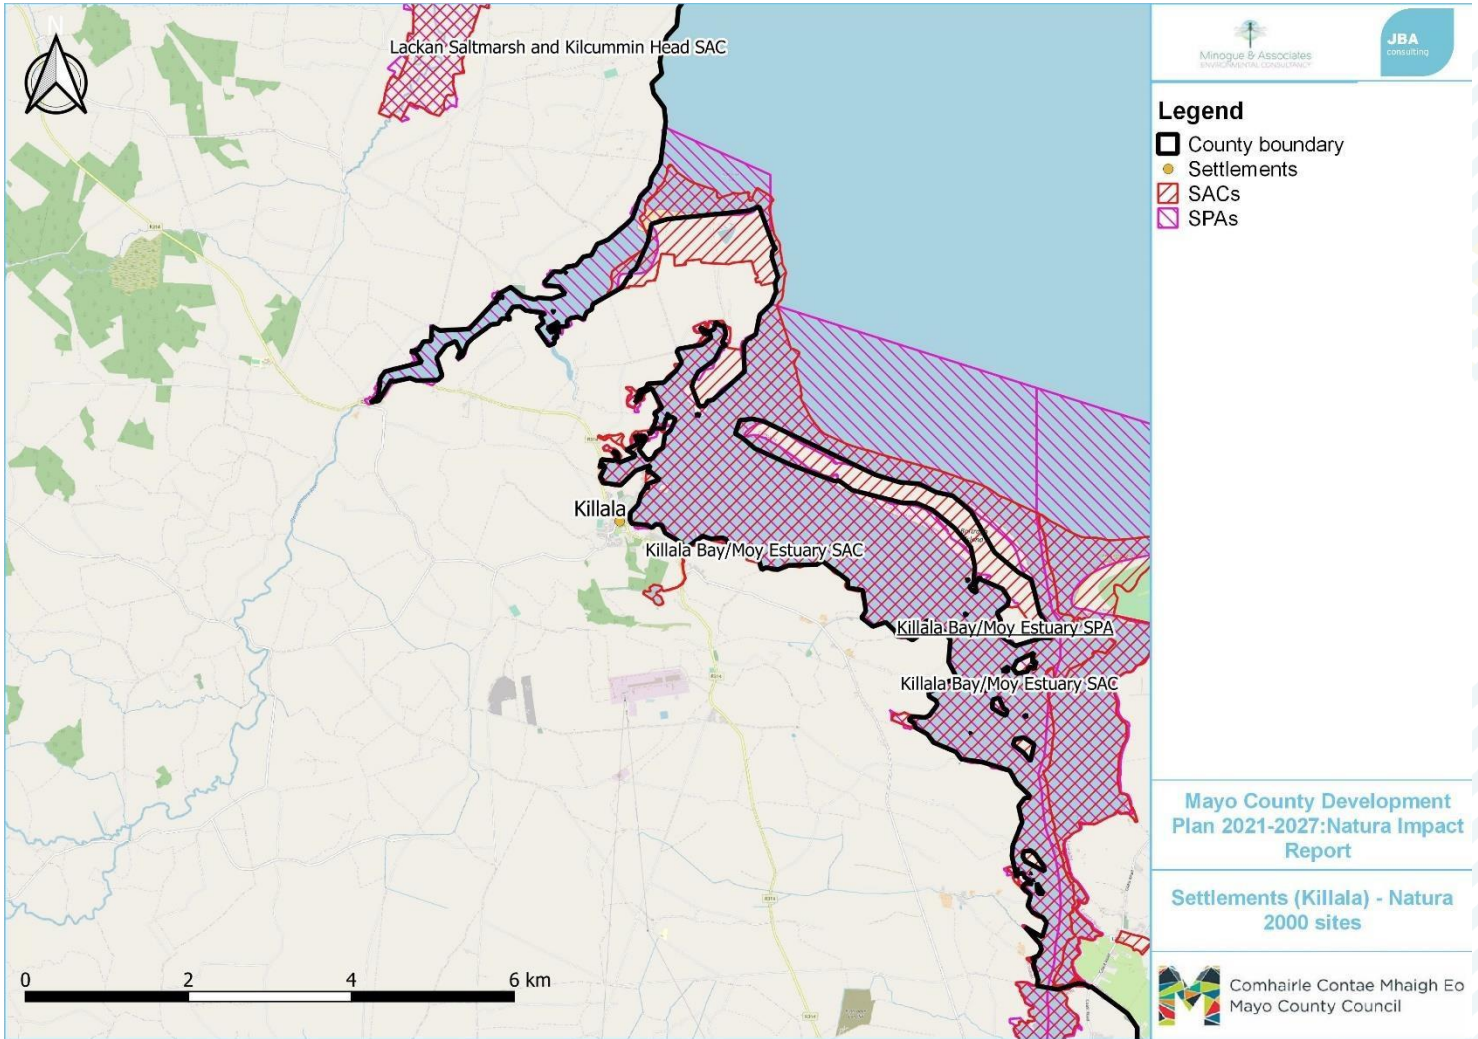 N
Lackan Saltmarsh and Kilcummin Head SAC
Killala
Killala Bay/Moy Estuary SAC
Killala Bay/Moy Estuary SPA
Killala Bay/Moy Estuary SAC
0 2 4 6 km
Minogue & Associates
ENVIRONMENTAL CONSULTANCY
JBA
consulting
Legend
County boundary
Settlements
SACs
SPAs
Mayo County Development
Plan 2021-2027:Natura Impact
Report
Settlements (Killala) - Natura
2000 sites
Comhairle Contae Mhaigh Eo
Mayo County Council